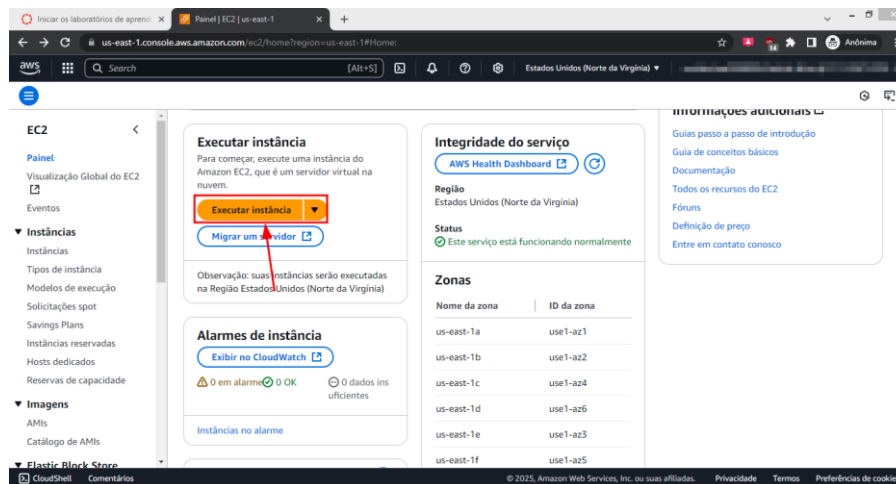 Iniciar os laboratórios de aprendi
Painel | EC2 | us-east-1
us-east-1.console.aws.amazon.com/ec2/home?region=us-east-1#Home:
14
Anônima
aws
Search
[Alt+S]
Estados Unidos (Norte da Virgínia)
EC2
Painel
Visualização Global do EC2
Eventos
Instâncias
Instâncias
Tipos de instância
Modelos de execução
Solicitações spot
Savings Plans
Instâncias reservadas
Hosts dedicados
Reservas de capacidade
Imagens
AMIs
Catálogo de AMIs
Elastic Block Store
Executar instância
Para começar, execute uma instância do
Amazon EC2, que é um servidor virtual na
nuvem.
Executar instância
Migrar um servidor
Observação: suas instâncias serão executadas
na Região Estados Unidos (Norte da Virgínia)
Alarmes de instância
Exibir no CloudWatch
0 em alarme
0 OK
0 dados ins
uficientes
Instâncias no alarme
Integridade do serviço
AWS Health Dashboard
Região
Estados Unidos (Norte da Virgínia)
Status
Este serviço está funcionando normalmente
Zonas
Nome da zona ID da zona
us-east-1a use1-az1
us-east-1b use1-az2
us-east-1c use1-az4
us-east-1d use1-az6
us-east-1e use1-az3
us-east-1f use1-az5
Informações adicionais
Guias passo a passo de introdução
Guia de conceitos básicos
Documentação
Todos os recursos do EC2
Fóruns
Definição de preço
Entre em contato conosco
CloudShell
Comentários
© 2025, Amazon Web Services, Inc. ou suas afiliadas.
Privacidade
Termos
Preferências de cookie